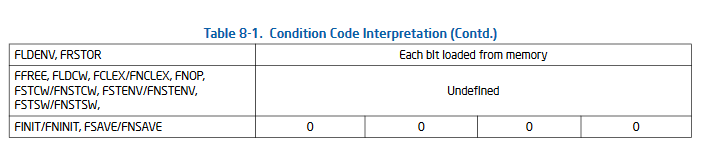 Table 8-1. Condition Code Interpretation (Contd.)
FLDENV, FRSTOR Each bit loaded from memory
FFREE, FLDCW, FCLEX/FNCLEX, FNOP,
FSTCW/FNSTCW, FSTENV/FNSTENV,
FSTSW/FNSTSW,
Undefined
FINIT/FNINIT, FSAVE/FNSAVE 0 0 0 0